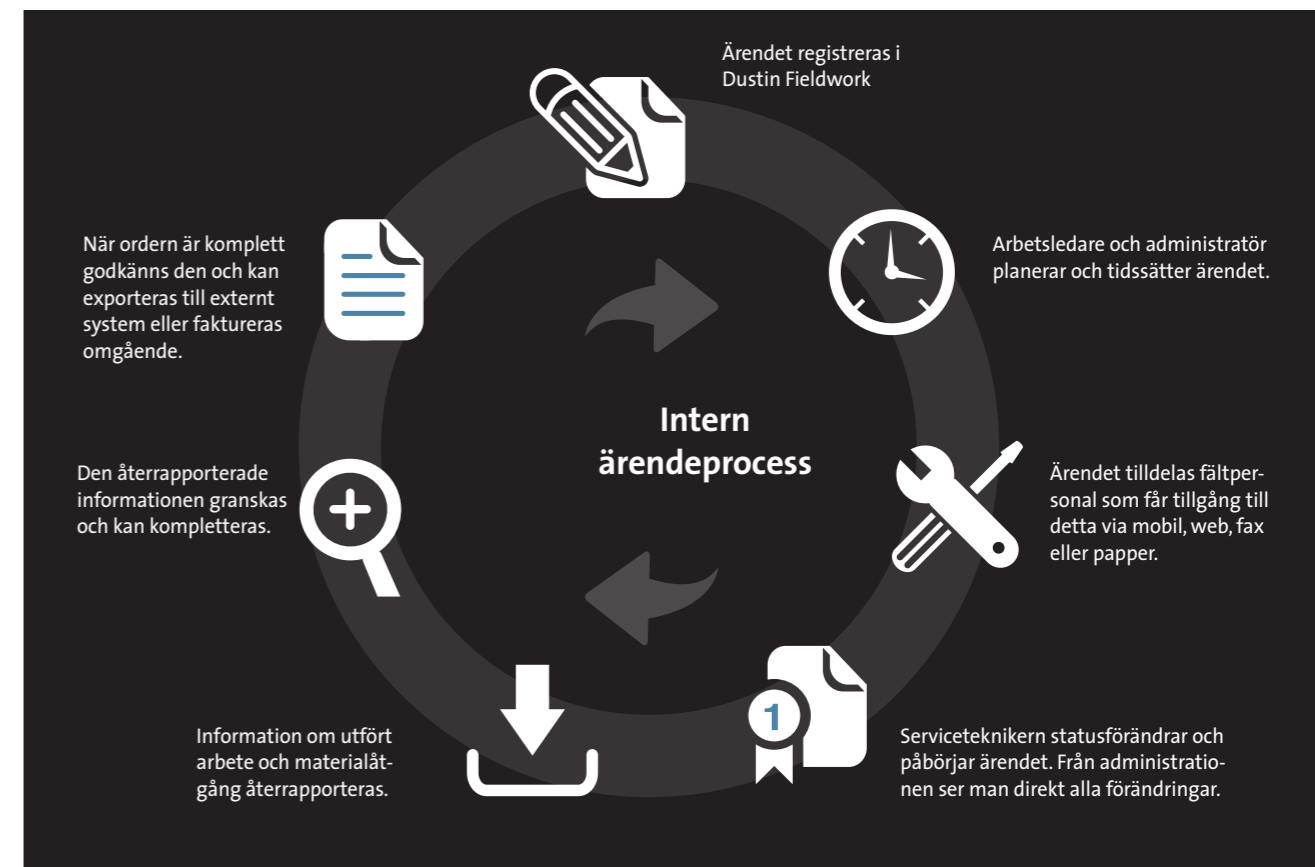 Ärendet registreras i
Dustin Fieldwork
Arbetsledare och administratör
planerar och tidssätter ärendet.
Ärendet tilldelas fältper-
sonal som får tillgång till
detta via mobil, web, fax
eller papper.
1
Serviceteknikern statusförändrar och
påbörjar ärendet. Från administratio-
nen ser man direkt alla förändringar.
Information om utfört
arbete och materialåt-
gång återrapporteras.
Den återrapporterade
informationen granskas
och kan kompletteras.
När ordern är komplett
godkänns den och kan
exporteras till externt
system eller faktureras
omgående.
Intern
ärendeprocess